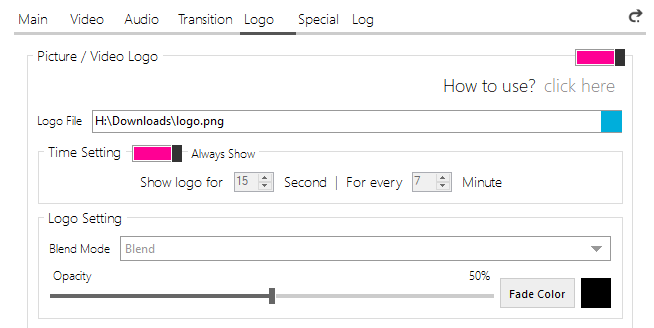 Main Video Audio Transition Logo Special Log
Picture / Video Logo
How to use? click here
Logo File H:\Downloads\logo.png
Time Setting Always Show
Show logo for 15 Second | For every 7 Minute
Logo Setting
Blend Mode Blend
Opacity 50%
Fade Color